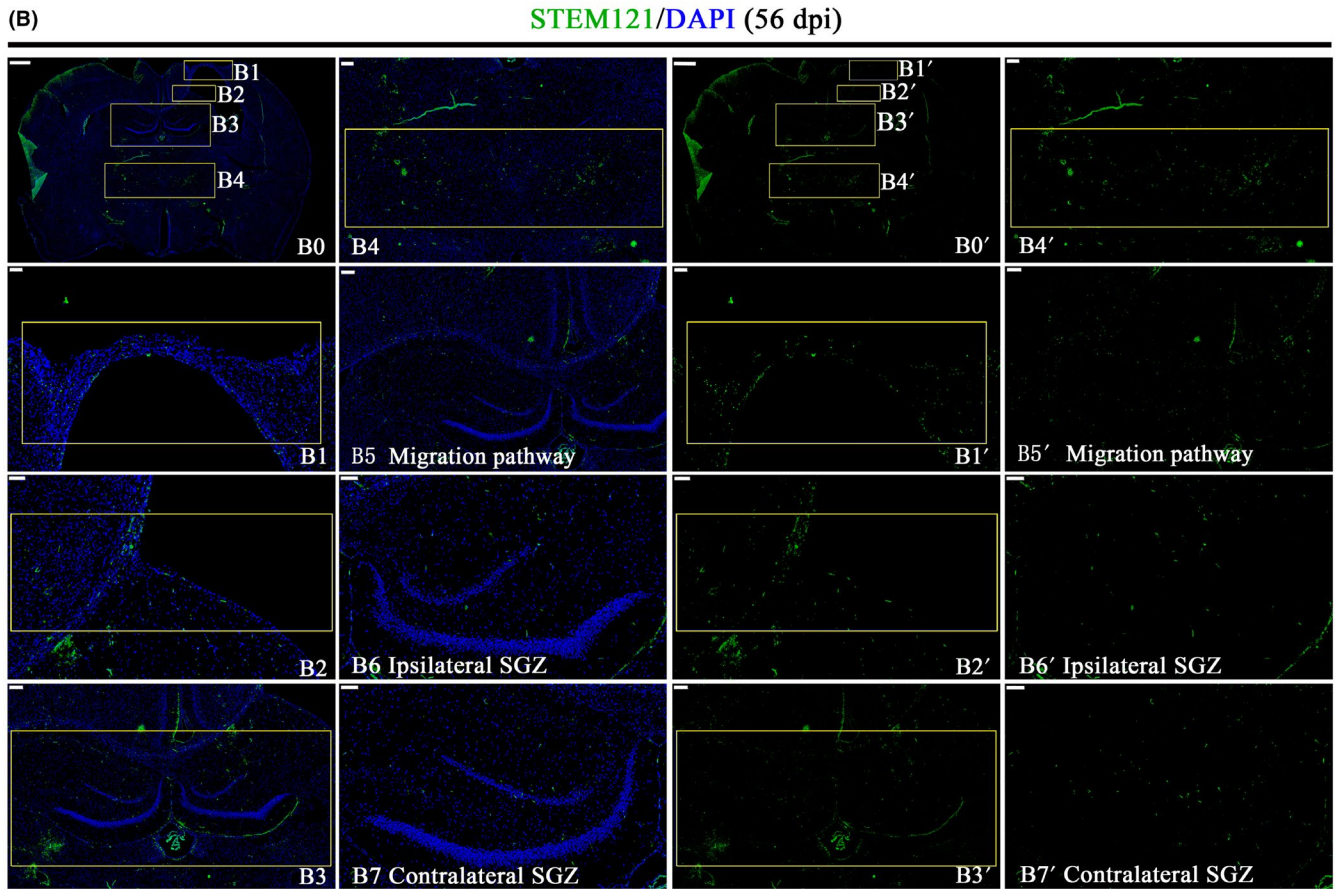 (B)
STEM121/DAPI (56 dpi)
B1
B2
B3
B4
B0
B4
B1′
B2′
B3′
B4′
B0′
B4′
B1
B5 Migration pathway
B1′
B5′ Migration pathway
B2
B6 Ipsilateral SGZ
B2′
B6′ Ipsilateral SGZ
B3
B7 Contralateral SGZ
B3′
B7′ Contralateral SGZ